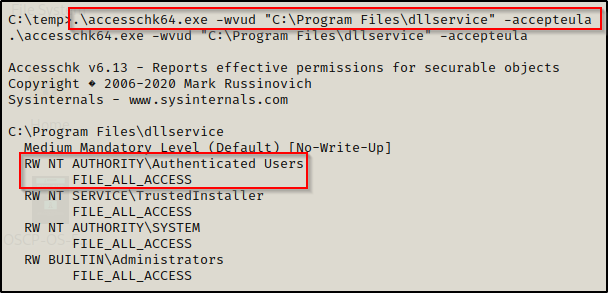 C:\temp>.\accesschk64.exe -wvud "C:\Program Files\dllservice" -accepteula
.\accesschk64.exe -wvud "C:\Program Files\dllservice" -accepteula
Accesschk v6.13 - Reports effective permissions for securable objects
Copyright � 2006-2020 Mark Russinovich
Sysinternals - www.sysinternals.com
C:\Program Files\dllservice
Medium Mandatory Level (Default) [No-Write-Up]
RW NT AUTHORITY\Authenticated Users
FILE_ALL_ACCESS
RW NT SERVICE\TrustedInstaller
FILE_ALL_ACCESS
RW NT AUTHORITY\SYSTEM
FILE_ALL_ACCESS
RW BUILTIN\Administrators
FILE_ALL_ACCESS